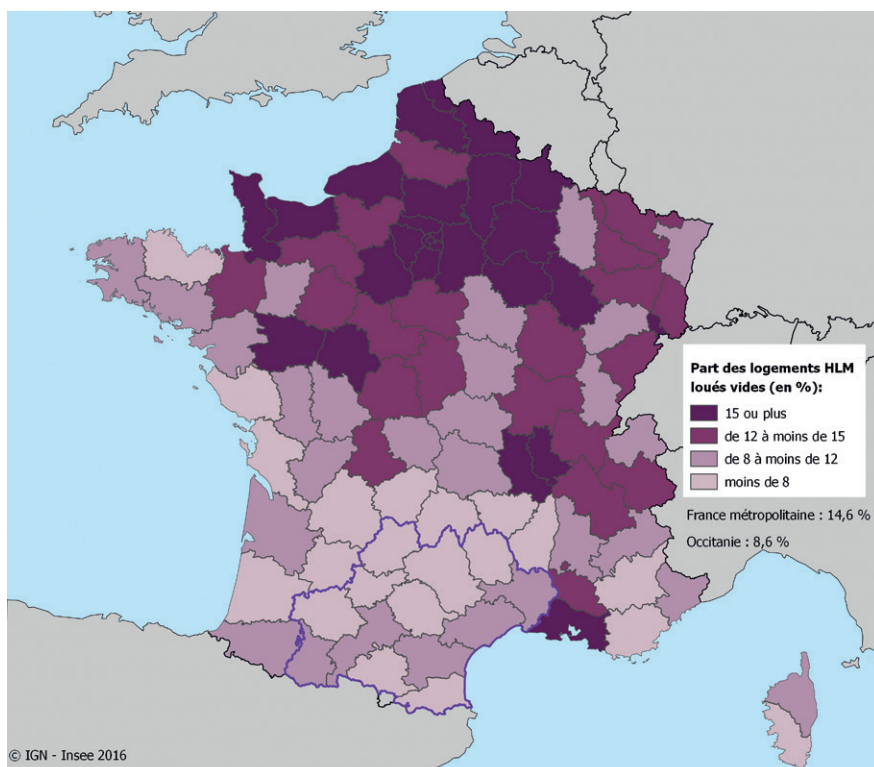 Part des logements HLM
loués vides (en %):
15 ou plus
de 12 à moins de 15
de 8 à moins de 12
moins de 8
France métropolitaine : 14,6 %
Occitanie : 8,6 %
© IGN - Insee 2016